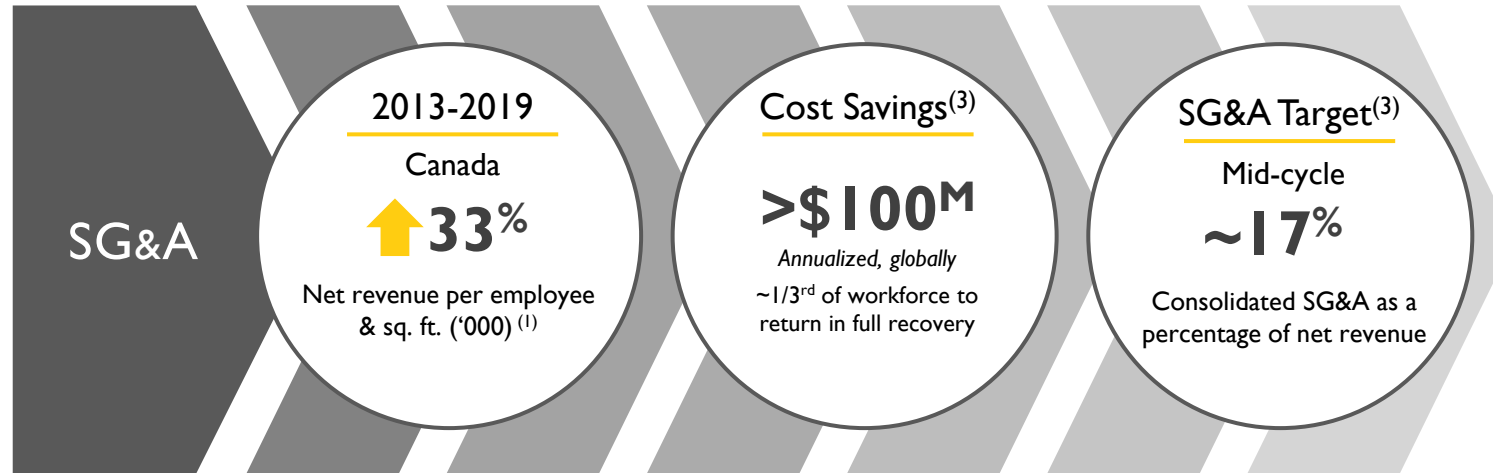 SG&A
2013-2019
Canada
33%
Net revenue per employee
& sq. ft. (‘000) (1)
Cost Savings(3)
>$100M
Annualized, globally
~1/3rd of workforce to
return in full recovery
SG&A Target(3)
Mid-cycle
~17%
Consolidated SG&A as a
percentage of net revenue